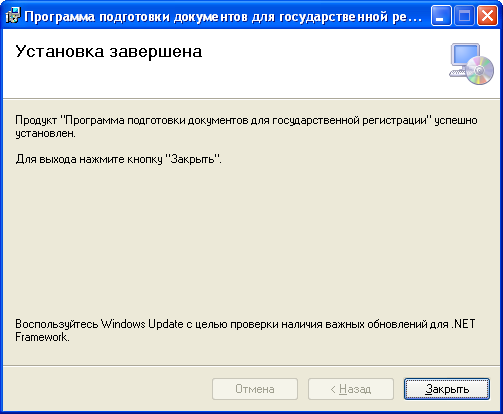 Программа подготовки документов для государственной ре...
Установка завершена
Продукт "Программа подготовки документов для государственной регистрации" успешно
установлен.
Для выхода нажмите кнопку "Закрыть".
Воспользуйтесь Windows Update с целью проверки наличия важных обновлений для .NET
Framework.
Отмена
< Назад
Закрыть